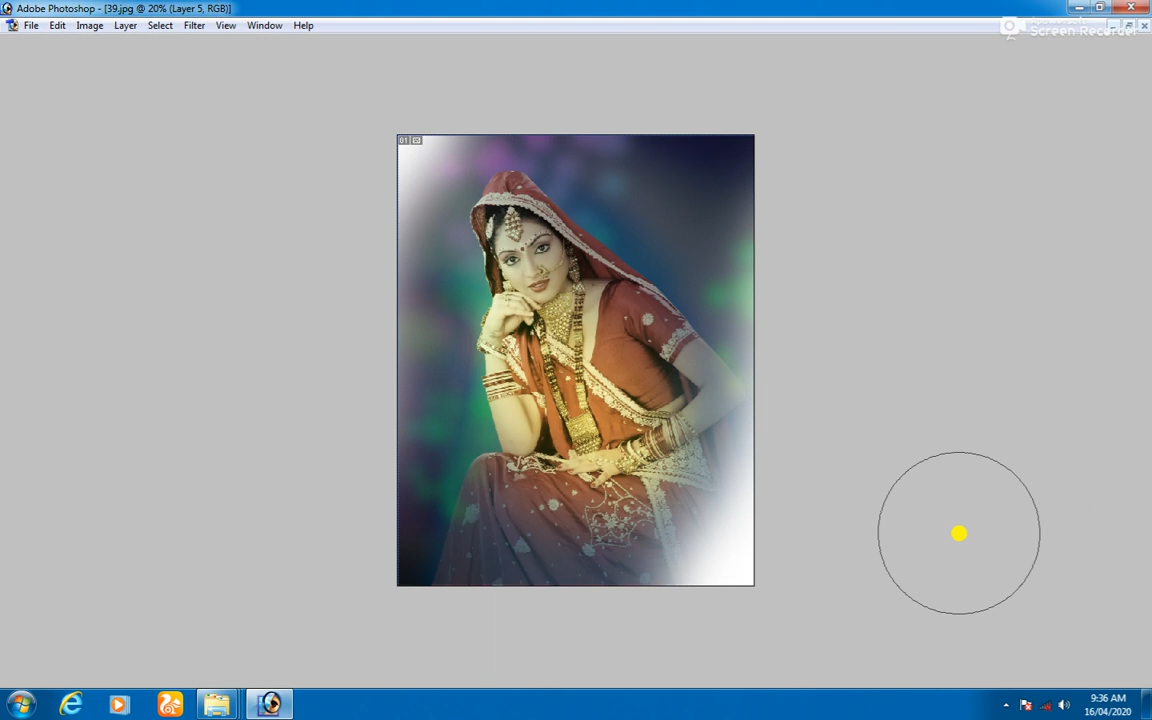 Adobe Photoshop - [39.jpg @ 20% (Layer 5, RGB)]
File Edit Image Layer Select Filter View Window Help
Screen Recorder
01
9:36 AM
16/04/2020